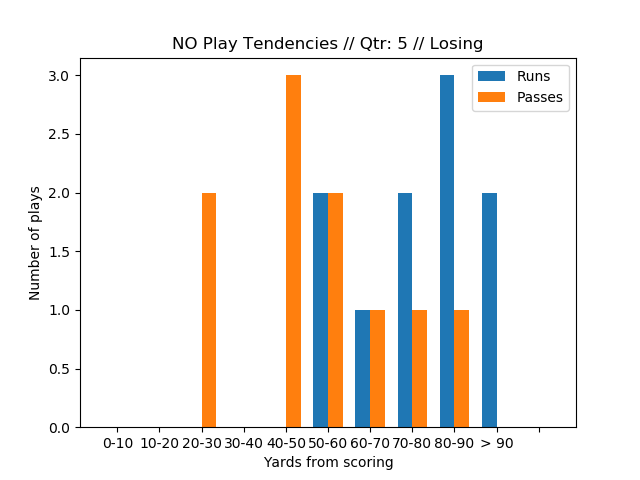 NO Play Tendencies // Qtr: 5 // Losing
Runs
Passes
Number of plays
3.0
2.5
2.0
1.5
1.0
0.5
0.0
0-10 10-20 20-30 30-40 40-50 50-60 60-70 70-80 80-90 > 90
Yards from scoring